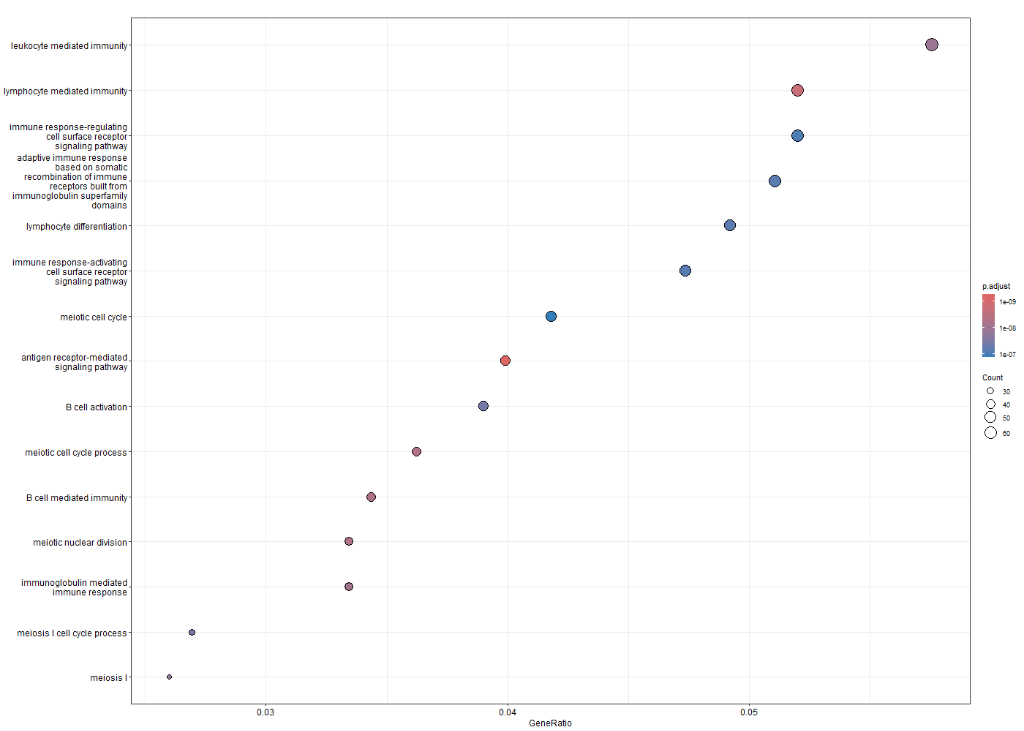 leukocyte mediated immunity
lymphocyte mediated immunity
immune response-regulating
cell surface receptor
signaling pathway
adaptive immune response
based on somatic
recombination of immune
receptors built from
immunoglobulin superfamily
domains
lymphocyte differentiation
immune response-activating
cell surface receptor
signaling pathway
meiotic cell cycle
antigen receptor-mediated
signaling pathway
B cell activation
meiotic cell cycle process
B cell mediated immunity
meiotic nuclear division
immunoglobulin mediated
immune response
meiosis I cell cycle process
meiosis I
0.03
0.04
0.05
GeneRatio
p.adjust
1e-09
1e-08
1e-07
Count
30
40
50
60